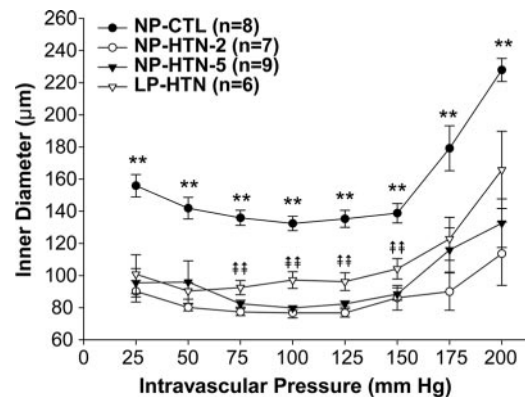 260
240
220
200
180
160
140
120
100
80
60
Inner Diameter (μm)
NP-CTL (n=8)
NP-HTN-2 (n=7)
NP-HTN-5 (n=9)
LP-HTN (n=6)
** ** ** ** ** ** ** **
‡‡ ‡‡ ‡‡ ‡‡
0 25 50 75 100 125 150 175 200
Intravascular Pressure (mm Hg)